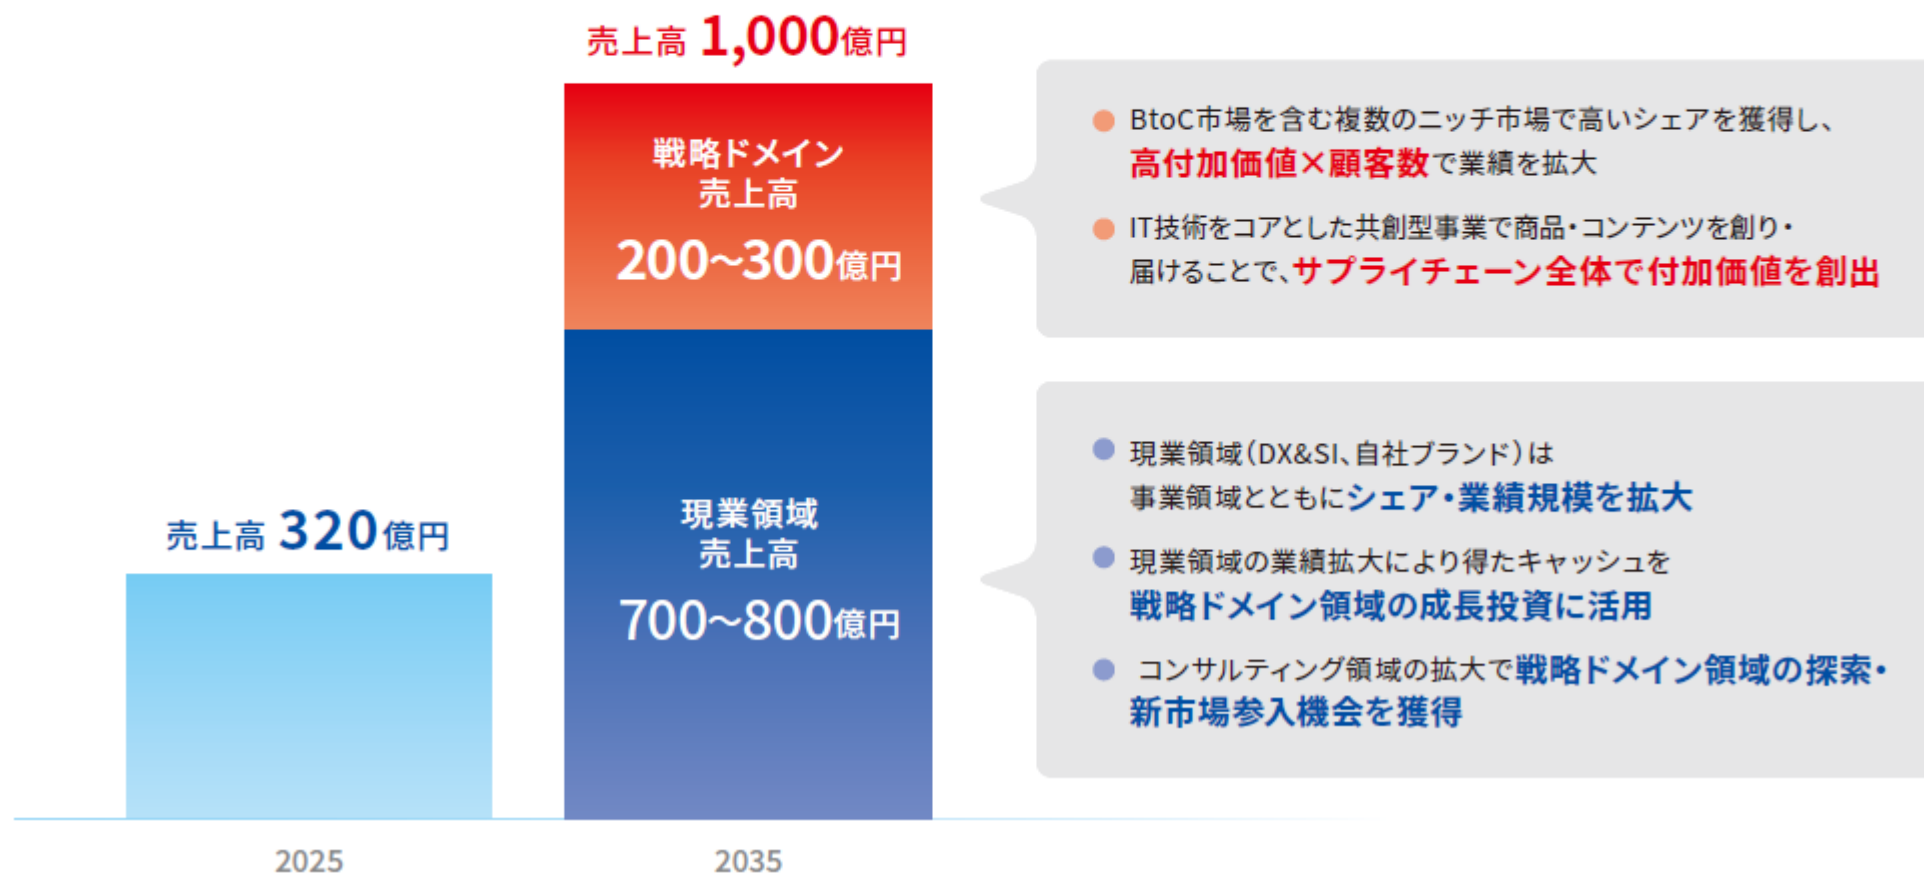 売上高 1,000億円
戦略ドメイン
売上高
200～300億円
現業領域
売上高
700～800億円
売上高 320億円
2025
2035
BtoC市場を含む複数のニッチ市場で高いシェアを獲得し、
高付加価値×顧客数で業績を拡大
IT技術をコアとした共創型事業で商品・コンテンツを創り・
届けることで、サプライチェーン全体で付加価値を創出
現業領域（DX&SI、自社ブランド）は
事業領域とともにシェア・業績規模を拡大
現業領域の業績拡大により得たキャッシュを
戦略ドメイン領域の成長投資に活用
コンサルティング領域の拡大で戦略ドメイン領域の探索・
新市場参入機会を獲得